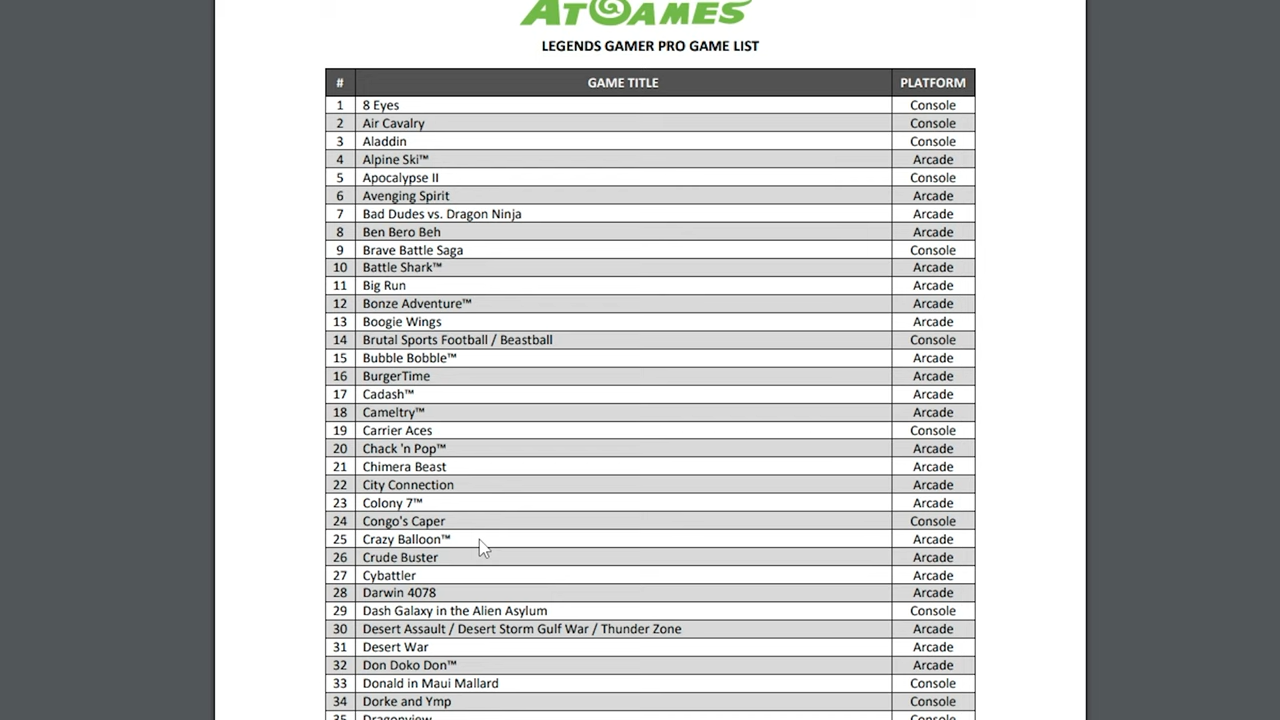 ATGAMES
LEGENDS GAMER PRO GAME LIST
# GAME TITLE PLATFORM
1 8 Eyes Console
2 Air Cavalry Console
3 Aladdin Console
4 Alpine Ski™ Arcade
5 Apocalypse II Console
6 Avenging Spirit Arcade
7 Bad Dudes vs. Dragon Ninja Arcade
8 Ben Bero Beh Arcade
9 Brave Battle Saga Console
10 Battle Shark™ Arcade
11 Big Run Arcade
12 Bonze Adventure™ Arcade
13 Boogie Wings Arcade
14 Brutal Sports Football / Beastball Console
15 Bubble Bobble™ Arcade
16 BurgerTime Arcade
17 Cadash™ Arcade
18 Cameltry™ Arcade
19 Carrier Aces Console
20 Chack 'n Pop™ Arcade
21 Chimera Beast Arcade
22 City Connection Arcade
23 Colony 7™ Arcade
24 Congo's Caper Console
25 Crazy Balloon™ Arcade
26 Crude Buster Arcade
27 Cybattler Arcade
28 Darwin 4078 Arcade
29 Dash Galaxy in the Alien Asylum Console
30 Desert Assault / Desert Storm Gulf War / Thunder Zone Arcade
31 Desert War Arcade
32 Don Doko Don™ Arcade
33 Donald in Maui Mallard Console
34 Dorke and Ymp Console
35 Dragonview Console